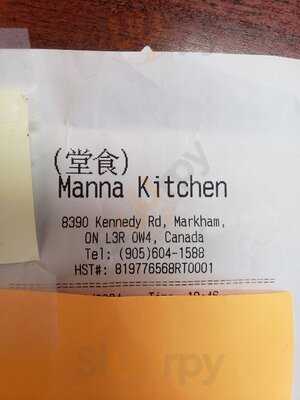 (堂食)
Manna Kitchen
8390 Kennedy Rd, Markham,
ON L3R 0W4, Canada
Tel: (905)604-1588
HST#: 819776568RT0001